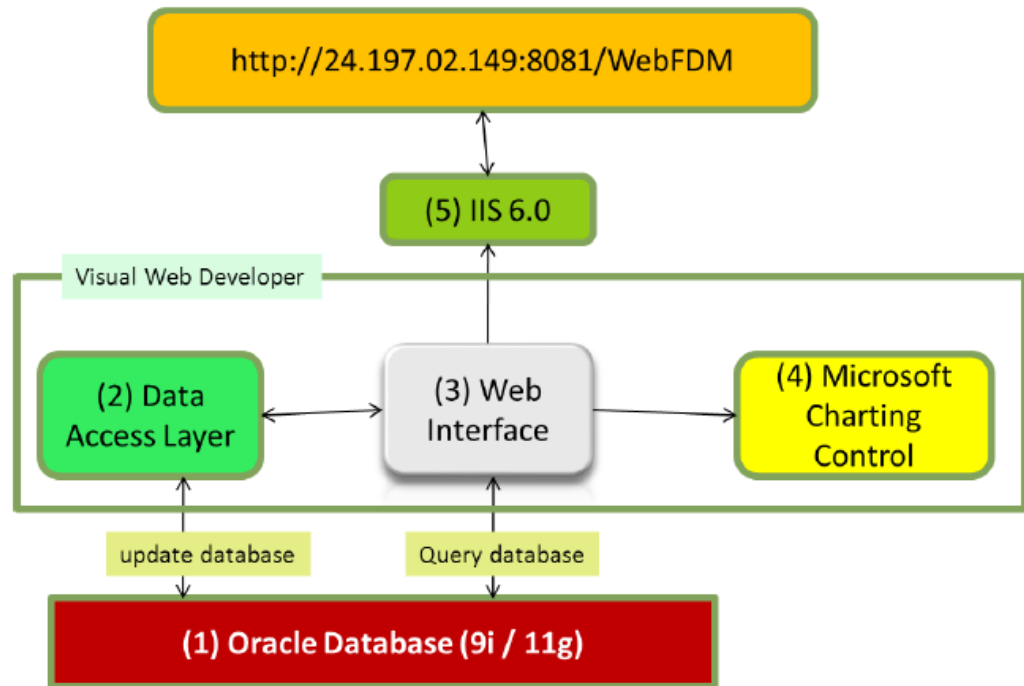 http://24.197.02.149:8081/WebFDM
(5) IIS 6.0
Visual Web Developer
(2) Data
Access Layer
(3) Web
Interface
(4) Microsoft
Charting
Control
update database
Query database
(1) Oracle Database (9i / 11g)